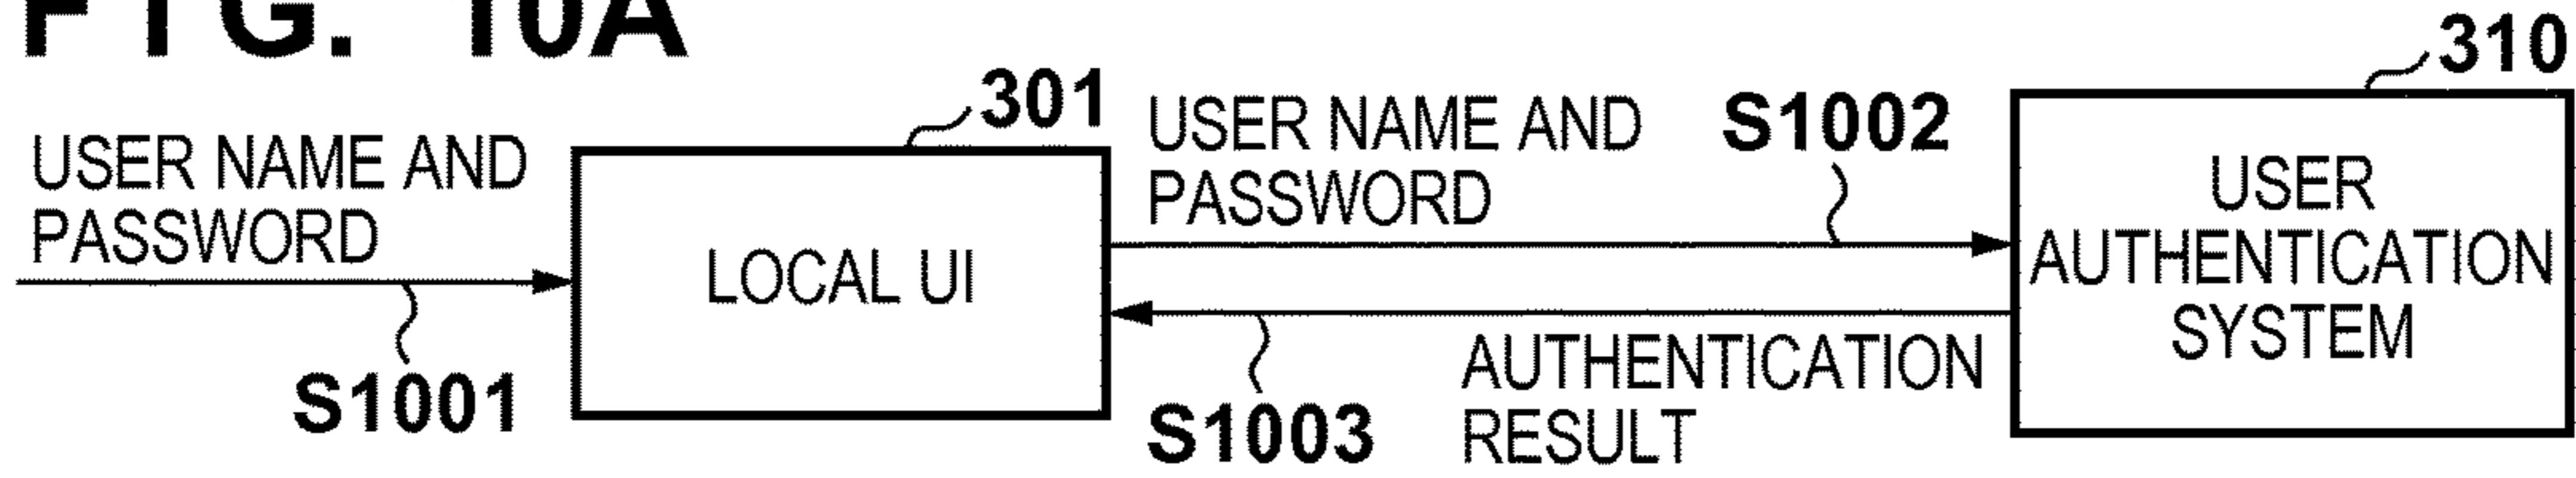 FIG. 10A
301
310
USER NAME AND
PASSWORD
S1001
LOCAL UI
USER NAME AND
PASSWORD
S1002
AUTHENTICATION
RESULT
S1003
USER
AUTHENTICATION
SYSTEM